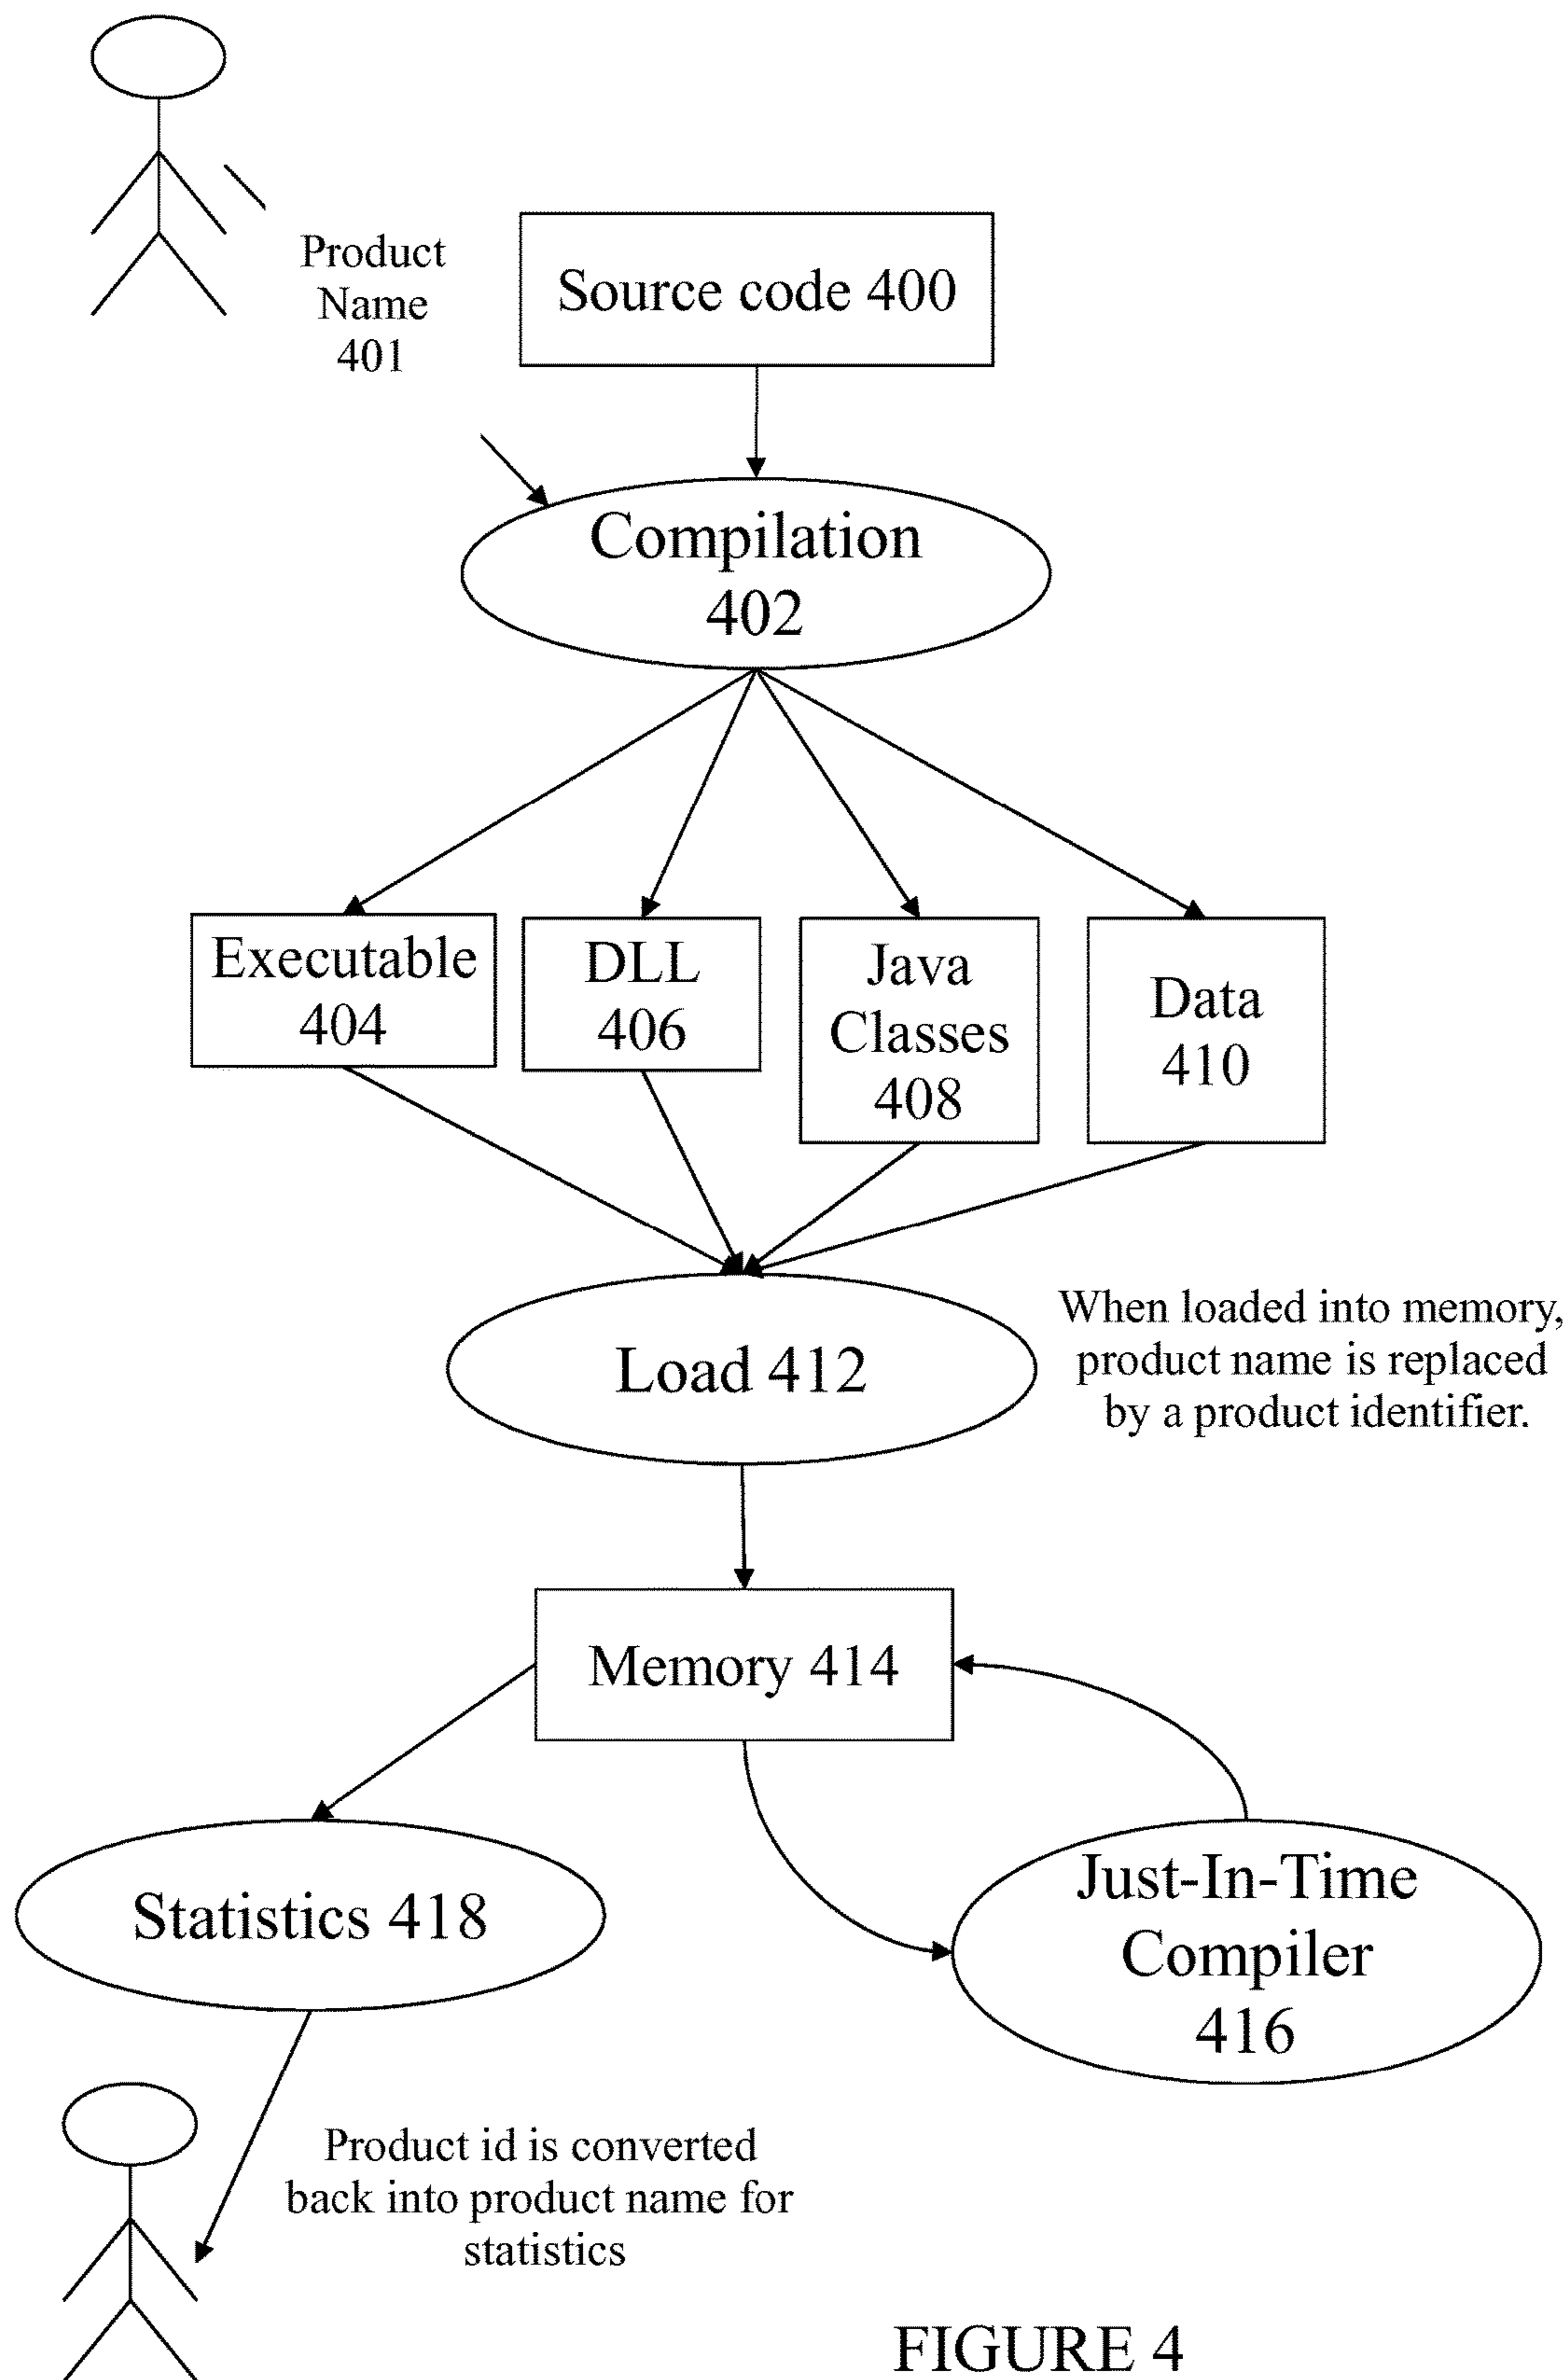 Product
Name
401
Source code 400
Compilation
402
Executable
404
DLL
406
Java
Classes
408
Data
410
Load 412
When loaded into memory,
product name is replaced
by a product identifier.
Memory 414
Statistics 418
Just-In-Time
Compiler
416
Product id is converted
back into product name for
statistics
FIGURE 4